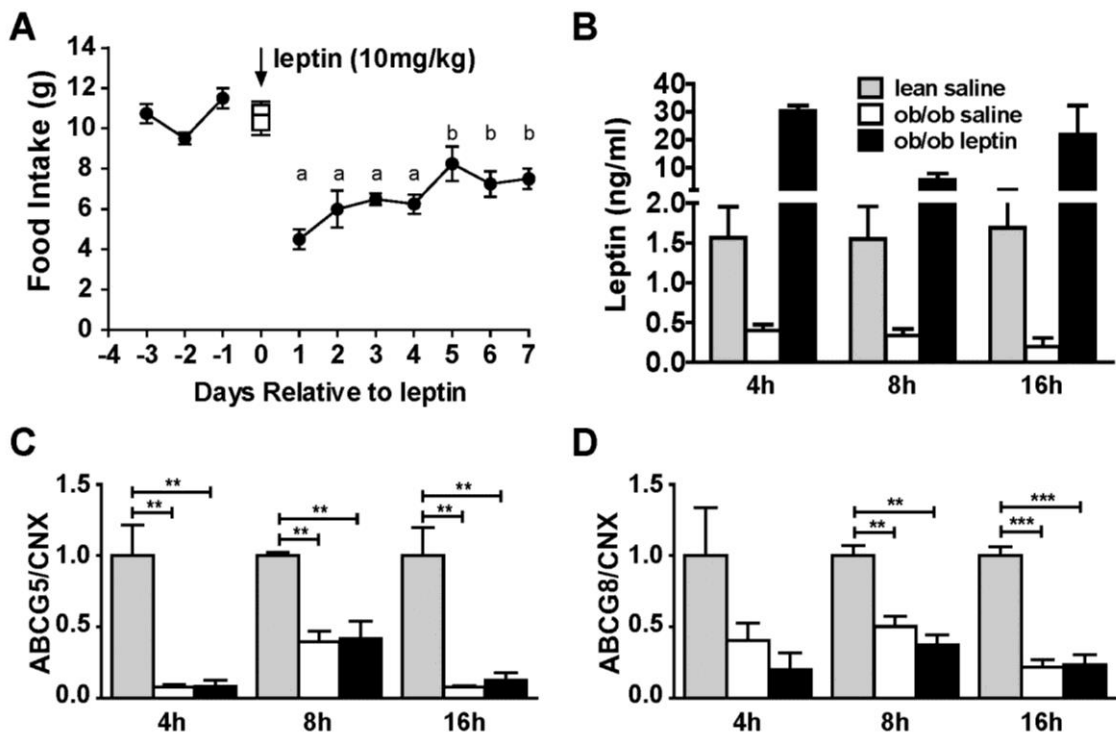 A
leptin (10mg/kg)
Food Intake (g)
14
12
10
8
6
4
2
0
a a a a b b b
-4 -3 -2 -1 0 1 2 3 4 5 6 7
Days Relative to leptin
B
lean saline
ob/ob saline
ob/ob leptin
Leptin (ng/ml)
40
30
20
10
2.0
1.5
1.0
0.5
0.0
4h 8h 16h
C
ABCG5/CNX
1.5
1.0
0.5
0.0
** ** **
** ** **
4h 8h 16h
D
ABCG8/CNX
1.5
1.0
0.5
0.0
** ***
** ***
4h 8h 16h